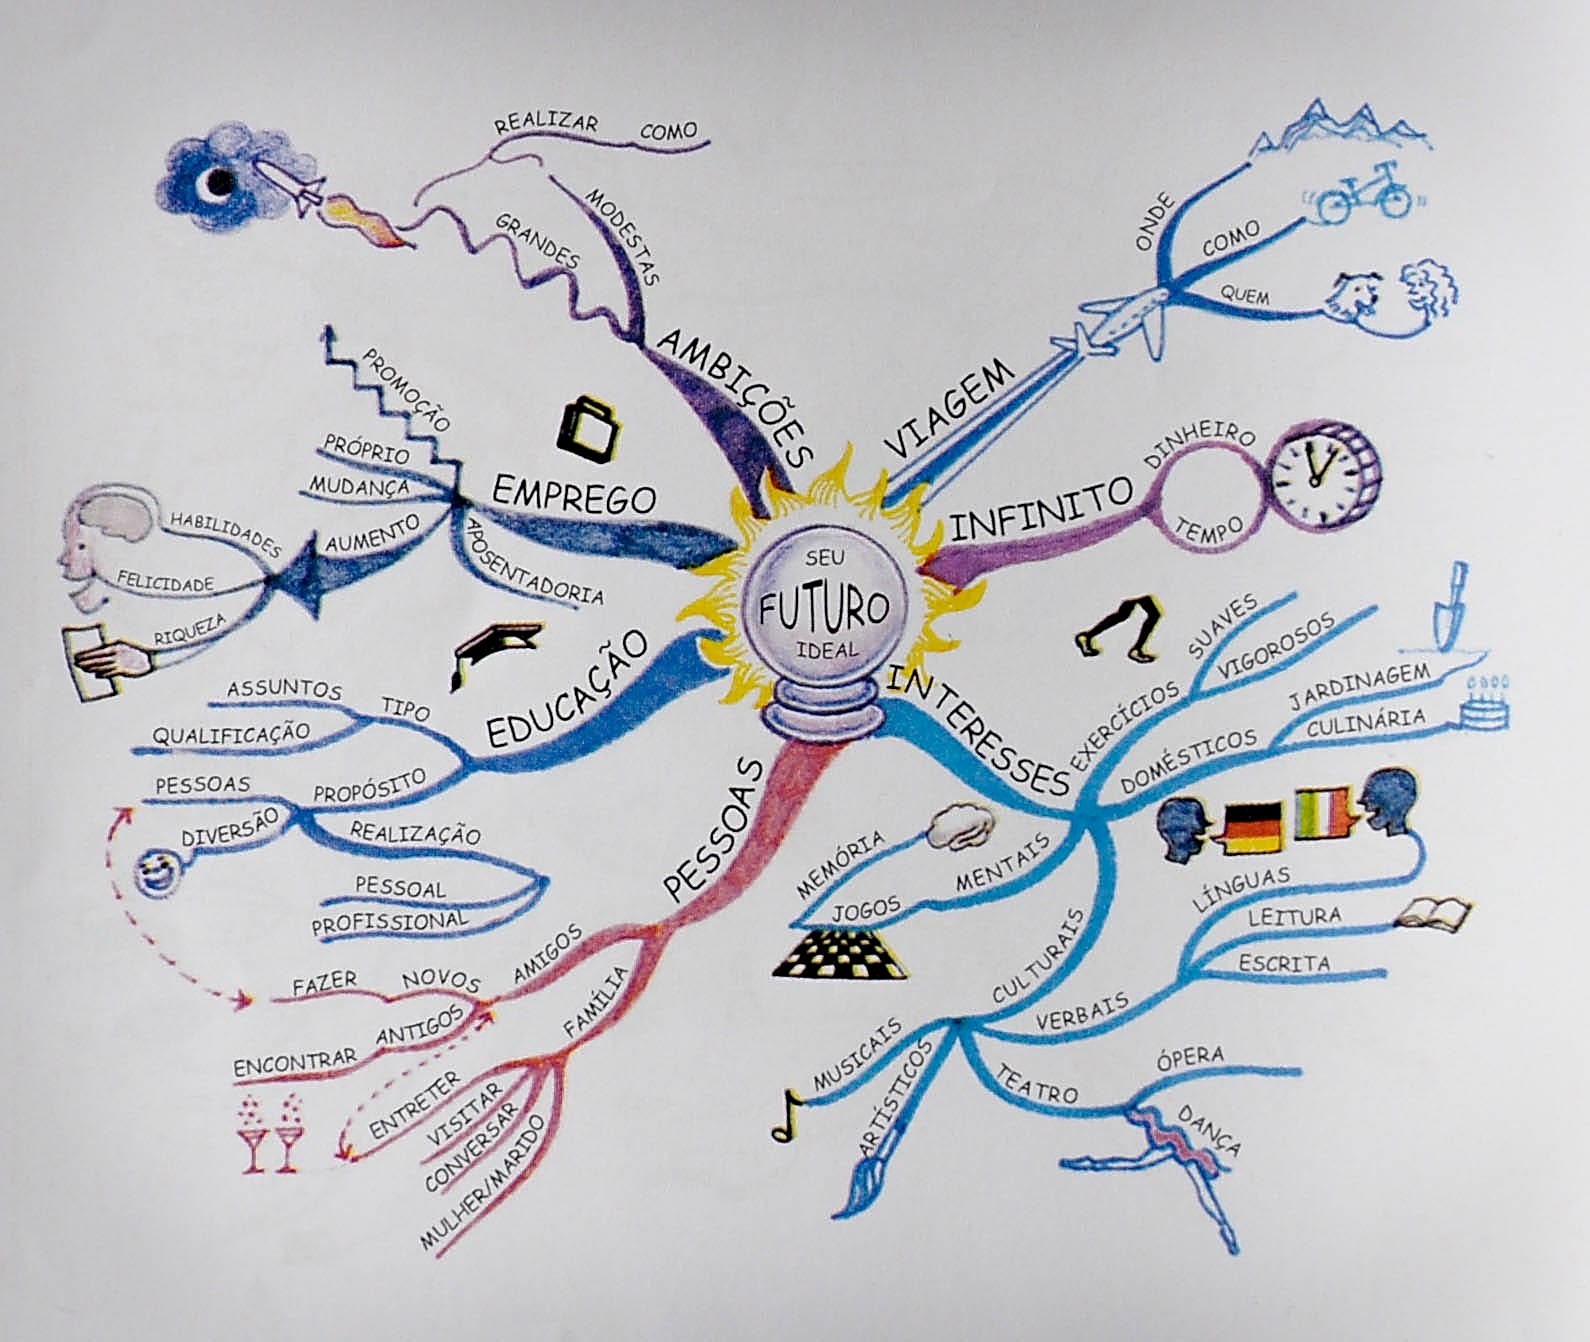 SEU
FUTURO
IDEAL
VIAGEM
ONDE
COMO
QUEM
INFINITO
DINHEIRO
TEMPO
INTERESSES
EXERCÍCIOS
SUAVES
VIGOROSOS
DOMÉSTICOS
JARDINAGEM
CULINÁRIA
MENTAIS
MEMÓRIA
JOGOS
CULTURAIS
VERBAIS
LÍNGUAS
LEITURA
ESCRITA
TEATRO
ÓPERA
DANÇA
ARTÍSTICOS
MUSICAIS
PESSOAS
AMIGOS
NOVOS
FAZER
ANTIGOS
ENCONTRAR
FAMÍLIA
ENTRETER
VISITAR
CONVERSAR
MULHER/MARIDO
EDUCAÇÃO
TIPO
ASSUNTOS
QUALIFICAÇÃO
PROPÓSITO
PESSOAS
DIVERSÃO
REALIZAÇÃO
PESSOAL
PROFISSIONAL
EMPREGO
PROMOÇÃO
PRÓPRIO
MUDANÇA
AUMENTO
HABILIDADES
FELICIDADE
RIQUEZA
APOSENTADORIA
AMBIÇÕES
MODESTAS
GRANDES
REALIZAR COMO